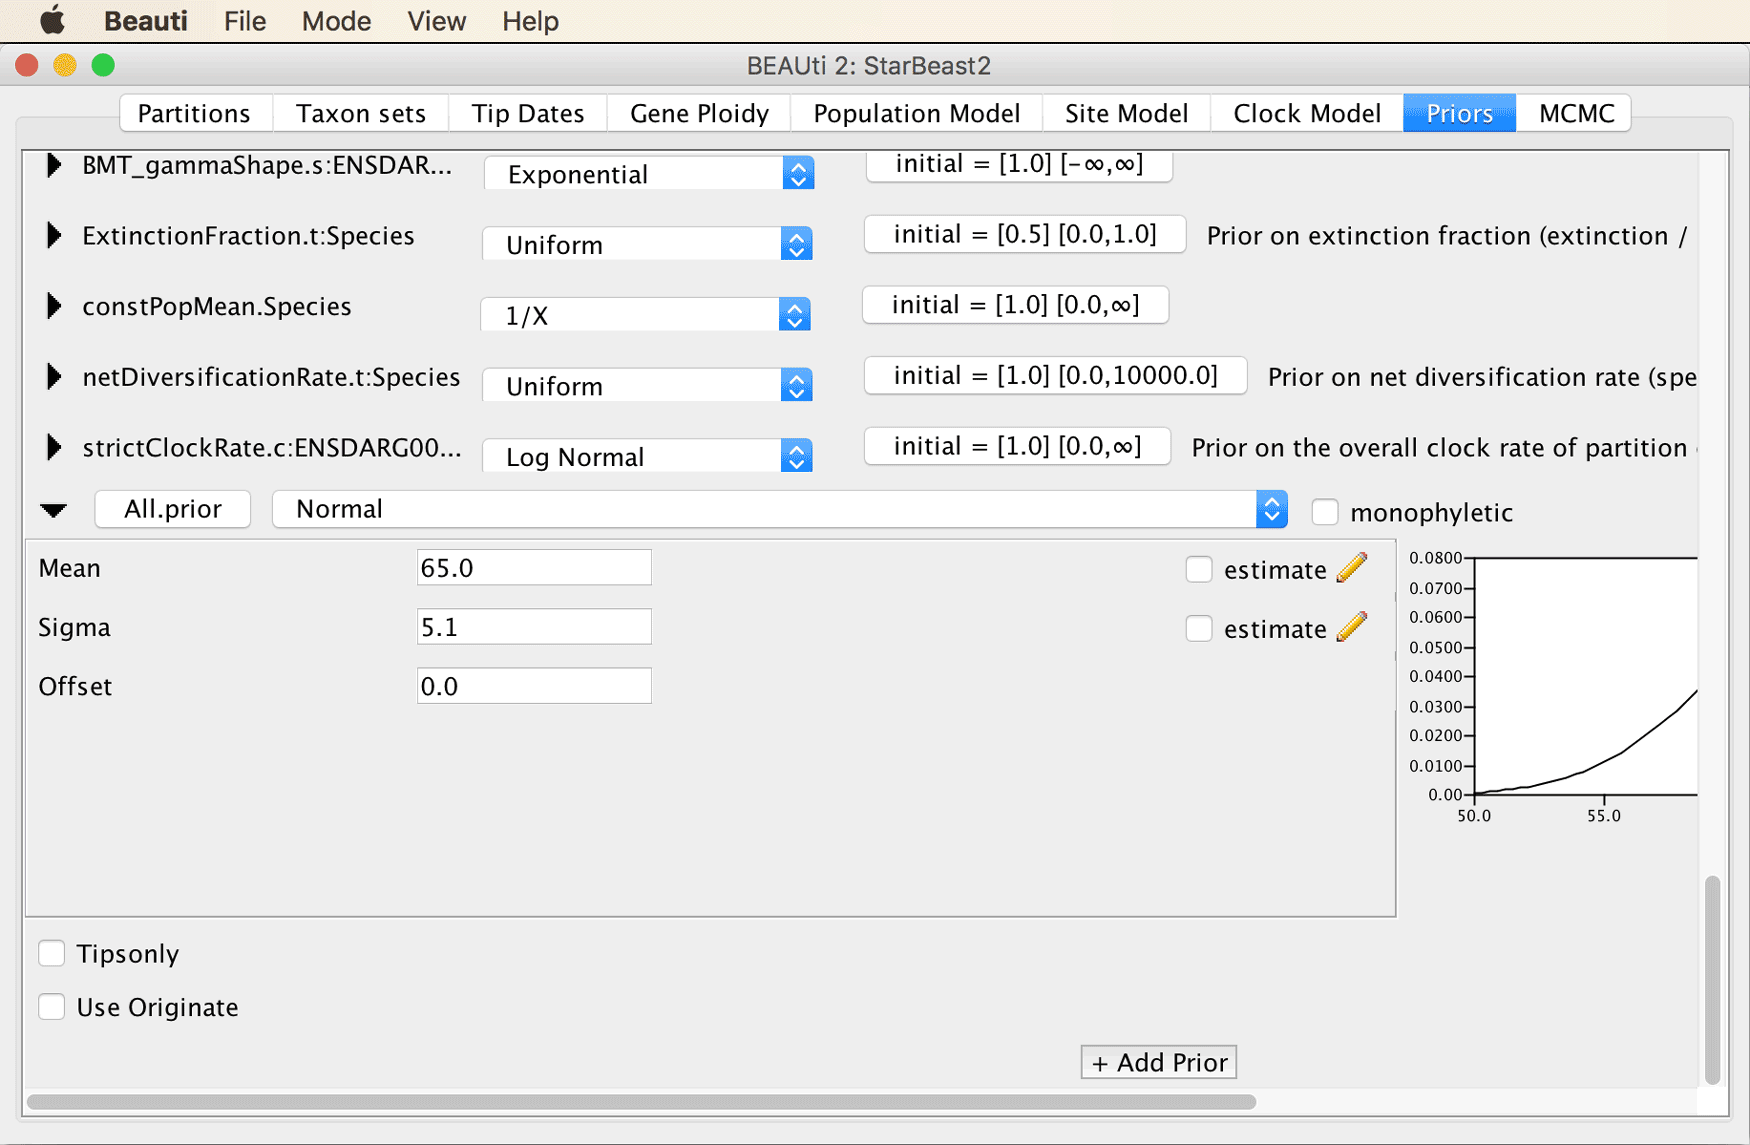 Beauti File Mode View Help
BEAUti 2: StarBeast2
Partitions Taxon sets Tip Dates Gene Ploidy Population Model Site Model Clock Model Priors MCMC
BMT_gammaShape.s:ENSDAR... Exponential initial = [1.0] [-∞,∞]
ExtinctionFraction.t:Species Uniform initial = [0.5] [0.0,1.0] Prior on extinction fraction (extinction /
constPopMean.Species 1/X initial = [1.0] [0.0,∞]
netDiversificationRate.t:Species Uniform initial = [1.0] [0.0,10000.0] Prior on net diversification rate (spe
strictClockRate.c:ENSDARG00... Log Normal initial = [1.0] [0.0,∞] Prior on the overall clock rate of partition
All.prior Normal monophyletic
Mean 65.0 estimate
Sigma 5.1 estimate
Offset 0.0
0.0800
0.0700
0.0600
0.0500
0.0400
0.0300
0.0200
0.0100
0.00
50.0 55.0
Tipsonly
Use Originate
+ Add Prior